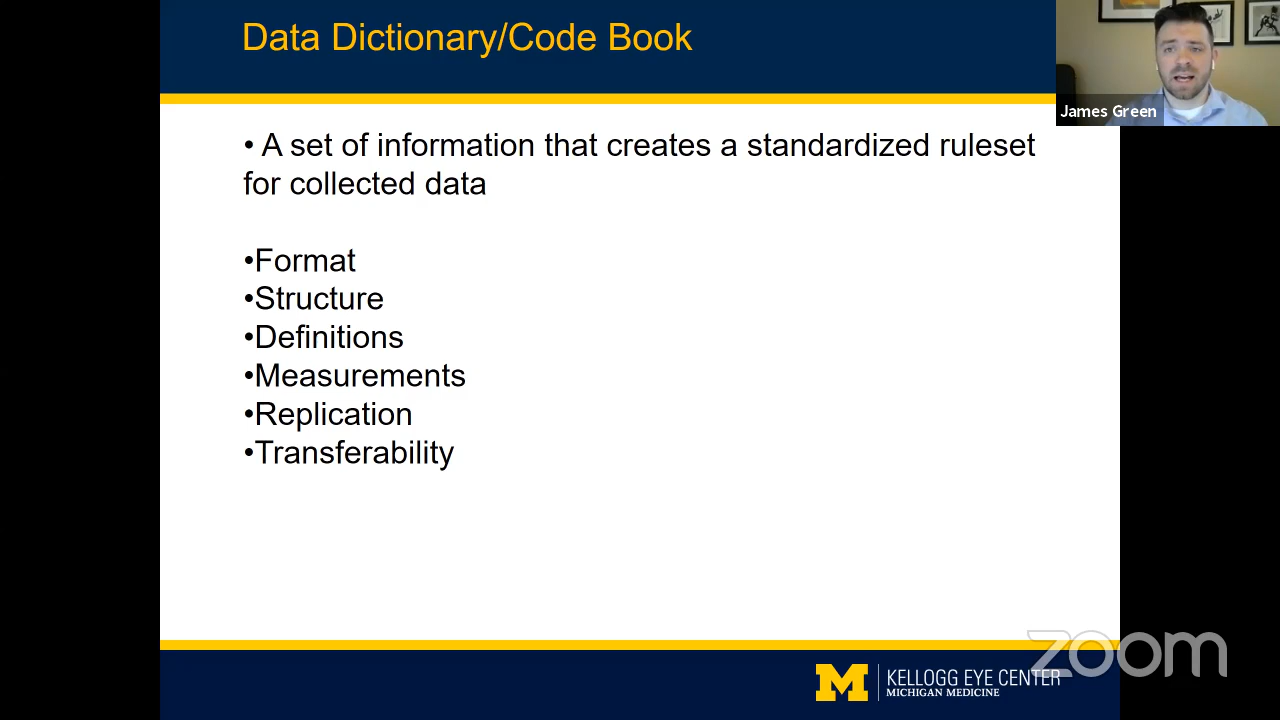 Data Dictionary/Code Book
James Green
• A set of information that creates a standardized ruleset
for collected data
•Format
•Structure
•Definitions
•Measurements
•Replication
•Transferability
zoom
M
KELLOGG EYE CENTER
MICHIGAN MEDICINE